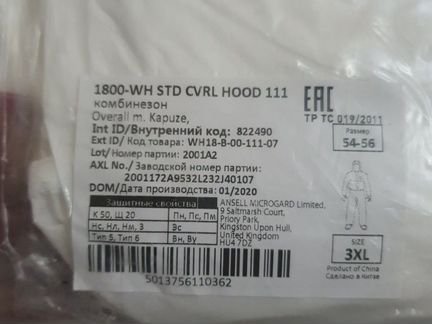 1800-WH STD CVRL HOOD 111
комбинезон
Overall m. Kapuze,
Int ID/Внутренний код: 822490
Ext ID/ Код товара: WH18-B-00-111-07
Lot/ Номер партии: 2001A2
AXL No./ Заводской номер партии:
2001172A9532L232J40107
DOM/Дата производства: 01/2020
EAC
ТР ТС 019/2011
Размер
54-56
Защитные свойства
К 50, Щ 20 Пн, Пс, Пм
Нс, Нл, Нм, З Эс
Тип 5, Тип 6 Вн, Ву
ANSELL MICROGARD Limited,
9 Saltmarsh Court,
Priory Park,
Kingston Upon Hull,
United Kingdom
HU4 7DZ
SIZE
3XL
Product of China
Сделано в Китае
5013756110362